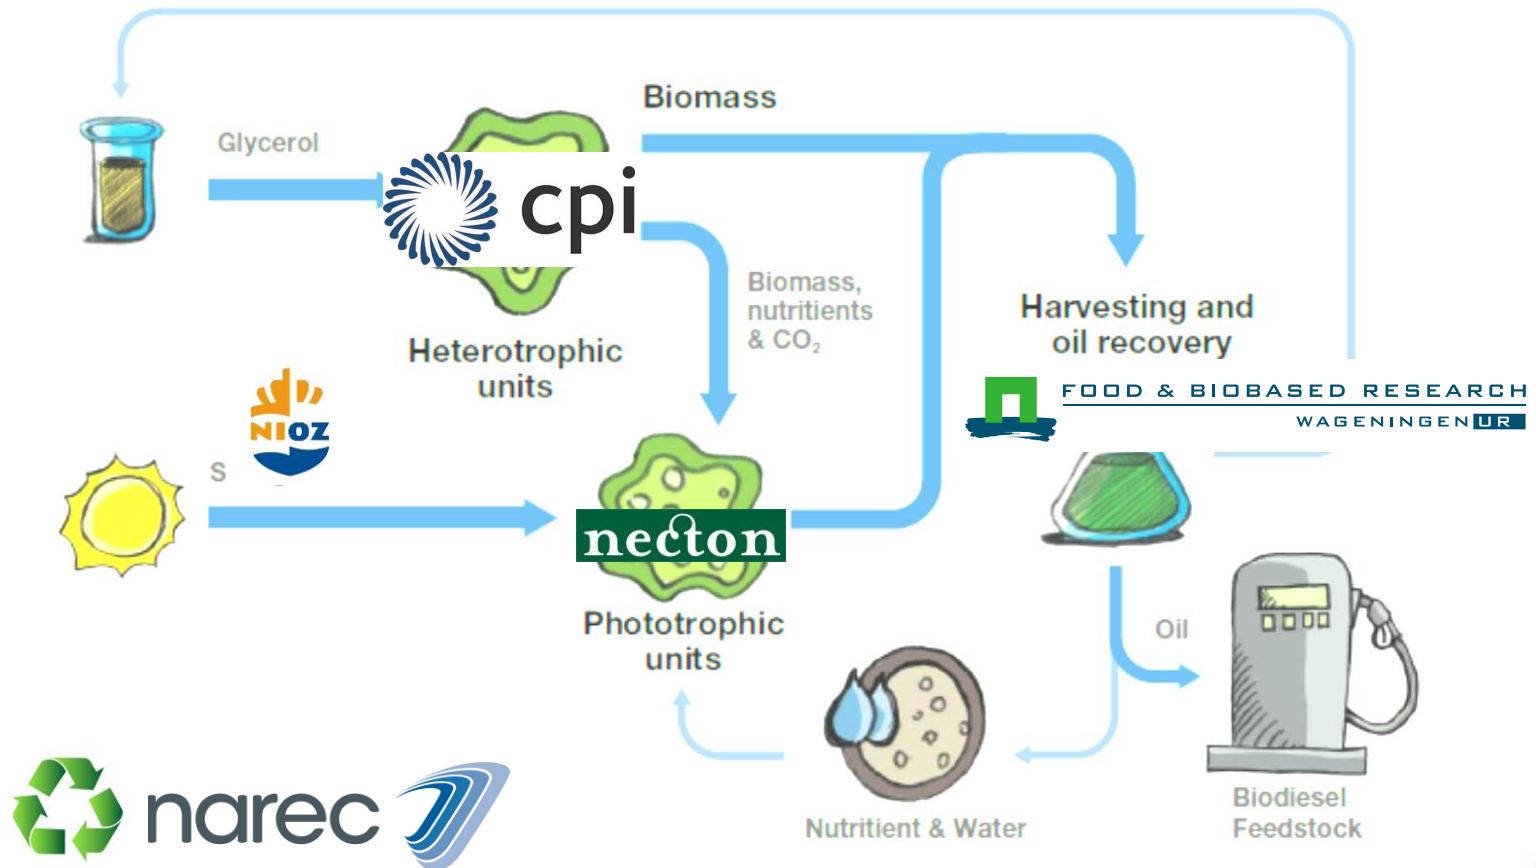 Biomass
Glycerol
cpi
Biomass,
nutritients
& CO₂
Harvesting and
oil recovery
Heterotrophic
units
FOOD & BIOBASED RESEARCH
WAGENINGEN UR
NIOZ
S
necton
Phototrophic
units
Oil
narec
Nutritient & Water
Biodiesel
Feedstock